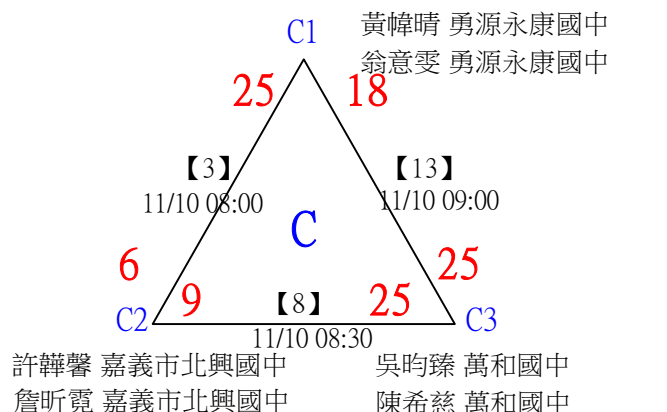 C1
黃幃晴 勇源永康國中
翁意雯 勇源永康國中
25
18
【3】
11/10 08:00
【13】
11/10 09:00
C
6
25
9
【8】
25
C2
C3
11/10 08:30
許韡馨 嘉義市北興國中
詹昕霓 嘉義市北興國中
吳昀臻 萬和國中
陳希慈 萬和國中